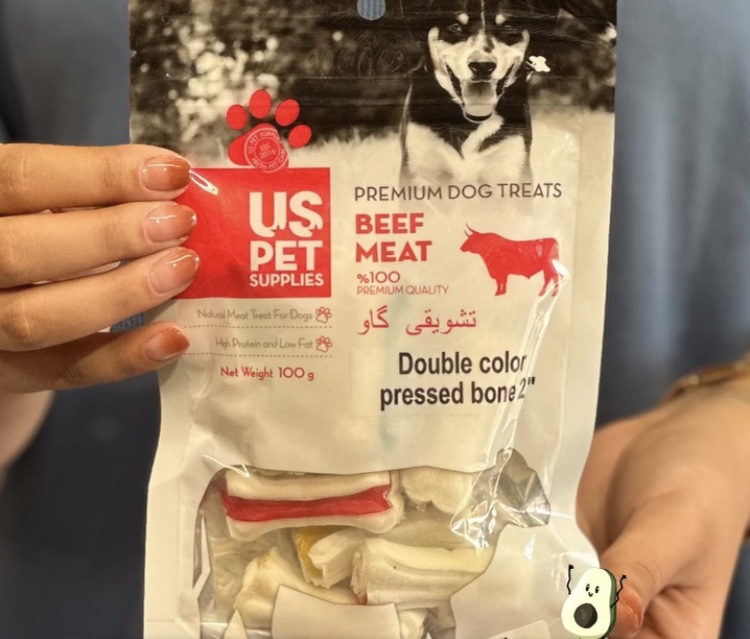 US
PET
SUPPLIES
PREMIUM DOG TREATS
BEEF
MEAT
%100
PREMIUM QUALITY
Natural Meat Treat For Dogs
High Protein and Low Fat
Net Weight 100 g
تشویقی گاو
Double color
pressed bone 2"